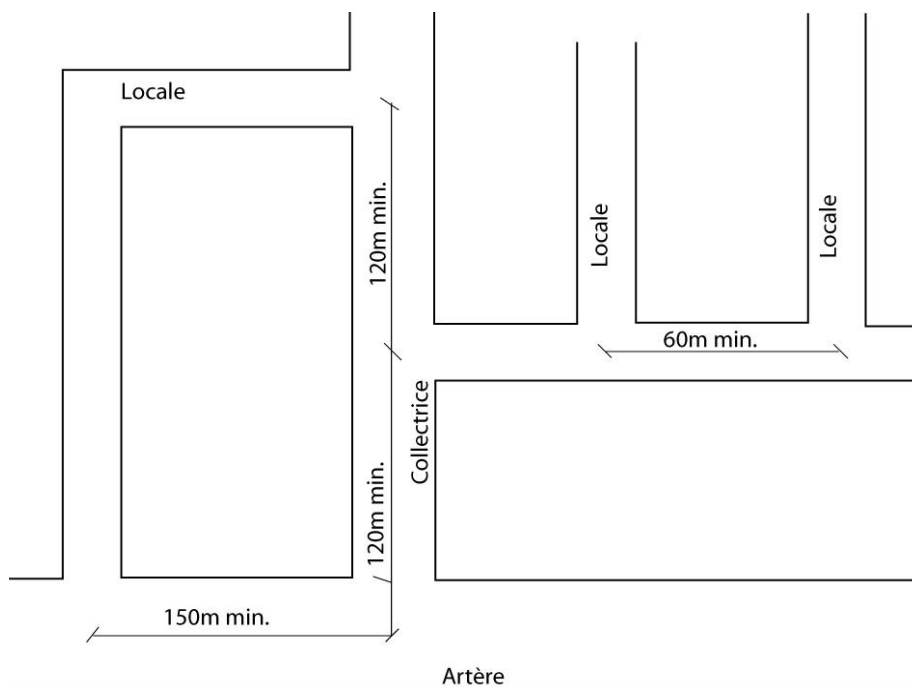 Locale
120m min.
Locale
Locale
60m min.
Collectrice
120m min.
150m min.
Artère